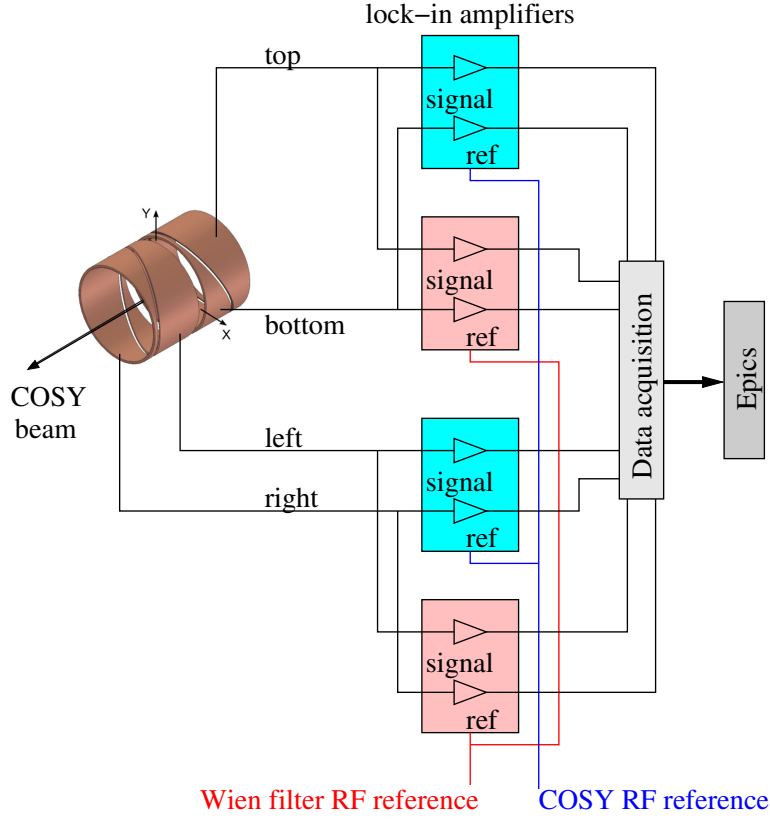 lock−in amplifiers
top
signal
ref
Y
X
signal
bottom
ref
COSY
beam
Data acquisition
Epics
left
signal
right
ref
signal
ref
Wien filter RF reference
COSY RF reference